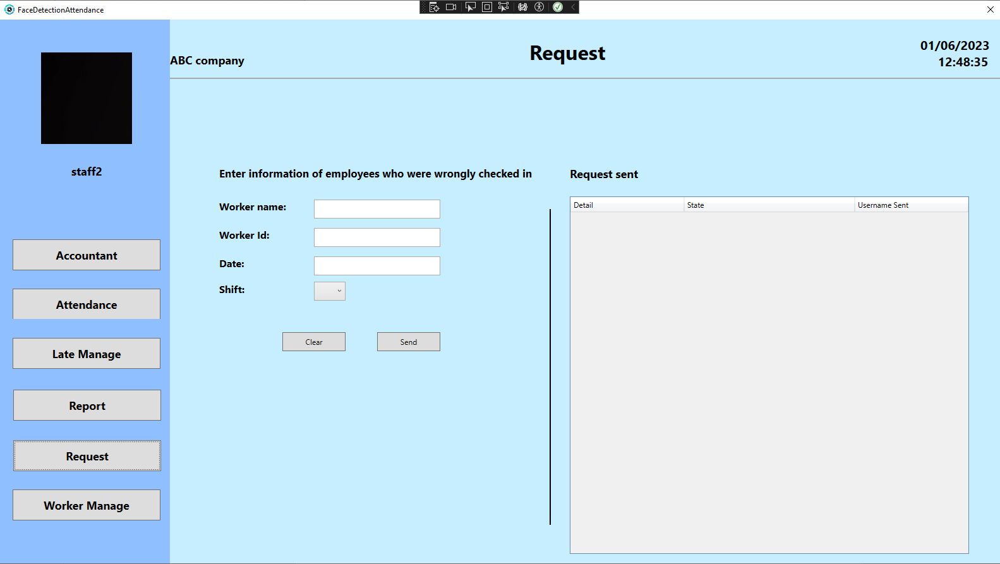 FaceDetectionAttendance
ABC company
Request
01/06/2023
12:48:35
staff2
Accountant
Attendance
Late Manage
Report
Request
Worker Manage
Enter information of employees who were wrongly checked in
Worker name:
Worker Id:
Date:
Shift:
Clear
Send
Request sent
Detail
State
Username Sent